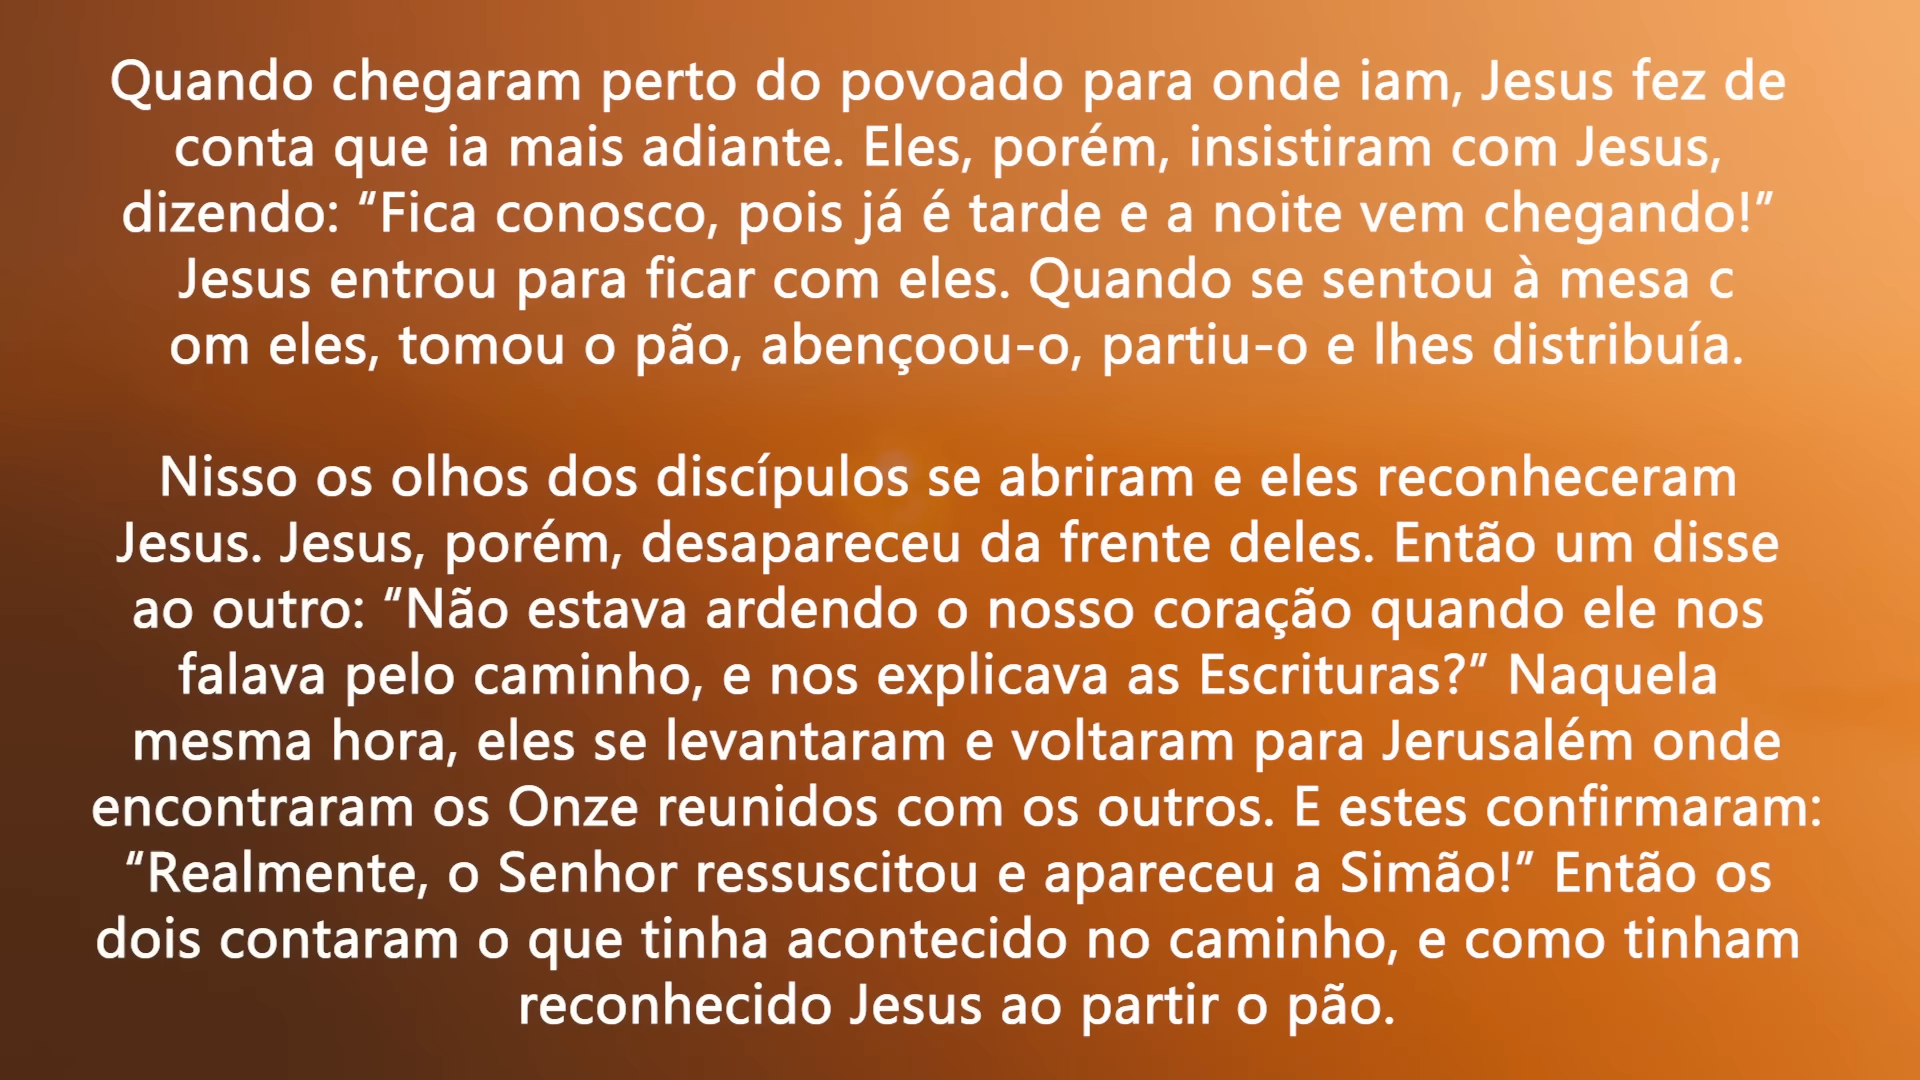 Quando chegaram perto do povoado para onde iam, Jesus fez de
conta que ia mais adiante. Eles, porém, insistiram com Jesus,
dizendo: “Fica conosco, pois já é tarde e a noite vem chegando!”
Jesus entrou para ficar com eles. Quando se sentou à mesa c
om eles, tomou o pão, abençoou-o, partiu-o e lhes distribuía.
Nisso os olhos dos discípulos se abriram e eles reconheceram
Jesus. Jesus, porém, desapareceu da frente deles. Então um disse
ao outro: “Não estava ardendo o nosso coração quando ele nos
falava pelo caminho, e nos explicava as Escrituras?” Naquela
mesma hora, eles se levantaram e voltaram para Jerusalém onde
encontraram os Onze reunidos com os outros. E estes confirmaram:
“Realmente, o Senhor ressuscitou e apareceu a Simão!” Então os
dois contaram o que tinha acontecido no caminho, e como tinham
reconhecido Jesus ao partir o pão.